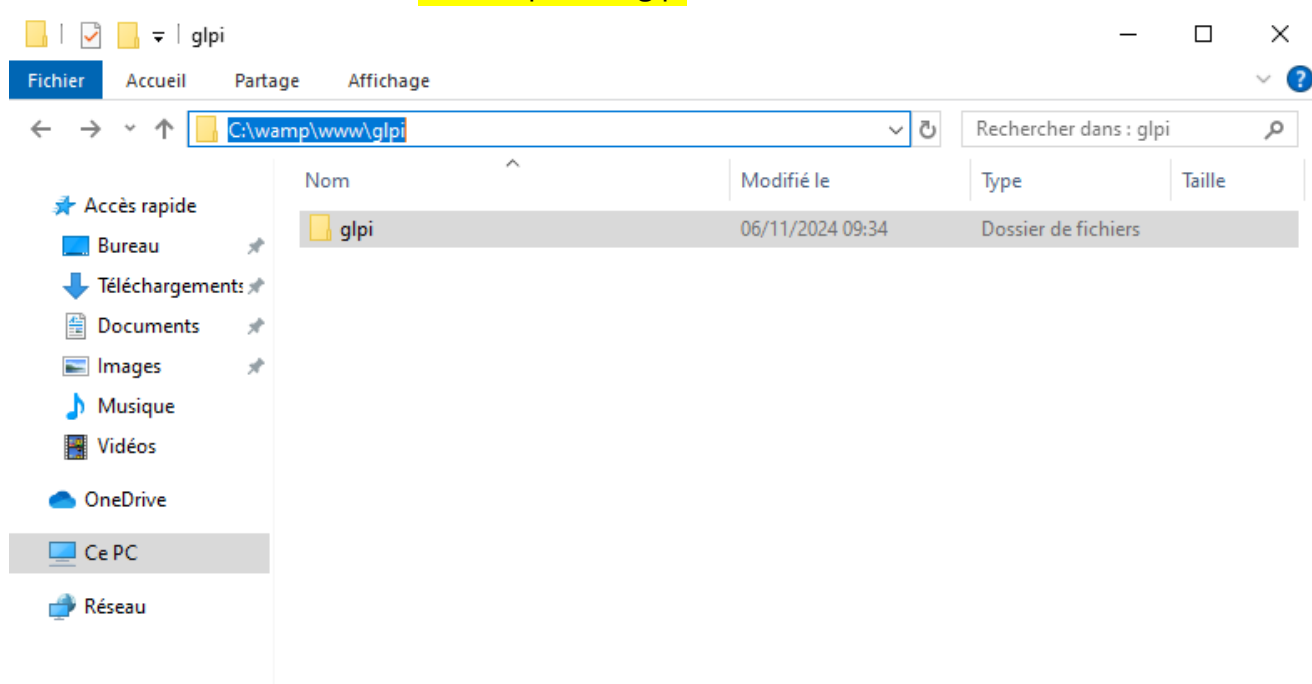 glpi
Fichier Accueil Partage Affichage
C:\wamp\www\glpi Rechercher dans : glpi
Nom Modifié le Type Taille
Accès rapide
glpi 06/11/2024 09:34 Dossier de fichiers
Bureau
Téléchargements
Documents
Images
Musique
Vidéos
OneDrive
Ce PC
Réseau